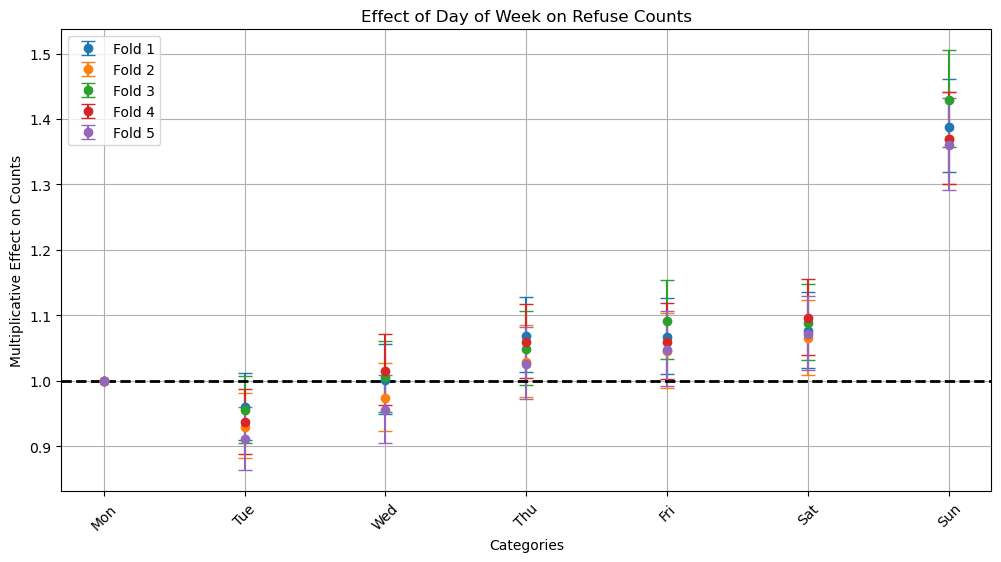 Effect of Day of Week on Refuse Counts
Multiplicative Effect on Counts
1.5
1.4
1.3
1.2
1.1
1.0
0.9
Fold 1
Fold 2
Fold 3
Fold 4
Fold 5
Mon
Tue
Wed
Thu
Fri
Sat
Sun
Categories